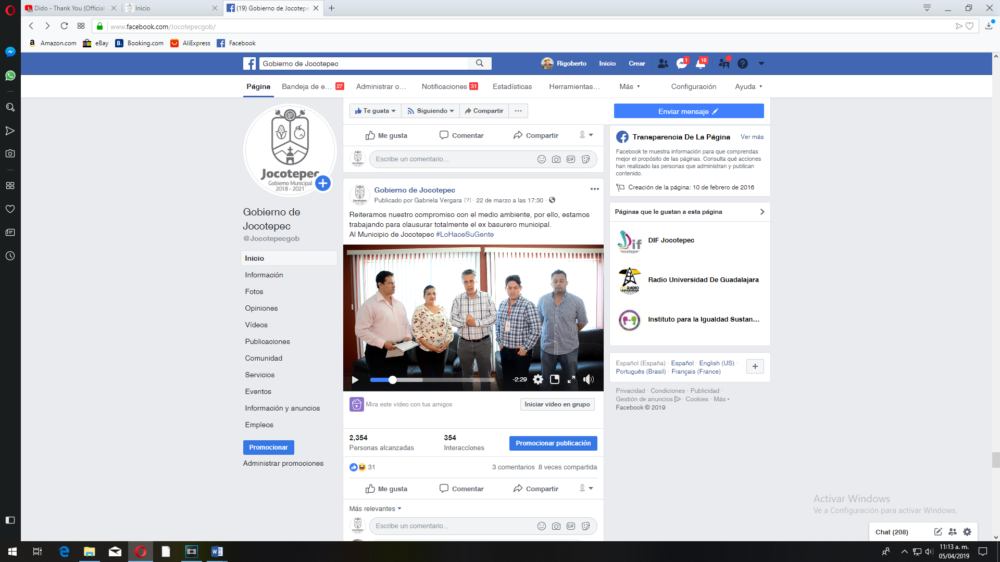 Dido - Thank You (Official
Inicio
(19) Gobierno de Jocotepe
www.facebook.com/Jocotepecgob/
Amazon.com
eBay
B. Booking.com
AliExpress
Facebook
Gobierno de Jocotepec
Rigoberto
Inicio
Crear
1
18
Página
Bandeja de e... 27
Administrar o...
Notificaciones 31
Estadísticas
Herramientas...
Más
Configuración
Ayuda
Jocotepec
Gobierno Municipal
2018 - 2021
Gobierno de
Jocotepec
@Jocotepecgob
Inicio
Información
Fotos
Opiniones
Vídeos
Publicaciones
Comunidad
Servicios
Eventos
Información y anuncios
Empleos
Promocionar
Administrar promociones
Te gusta
Siguiendo
Compartir
Enviar mensaje
Me gusta
Comentar
Compartir
Escribe un comentario...
GIF
Gobierno de Jocotepec
Publicado por Gabriela Vergara [?] · 22 de marzo a las 17:30 ·
Reiteramos nuestro compromiso con el medio ambiente, por ello, estamos
trabajando para clausurar totalmente el ex basurero municipal.
Al Municipio de Jocotepec #LoHaceSuGente
-2:29
Mira este vídeo con tus amigos
Iniciar vídeo en grupo
2,354
Personas alcanzadas
354
Interacciones
Promocionar publicación
31
3 comentarios 8 veces compartida
Me gusta
Comentar
Compartir
Más relevantes
Escribe un comentario...
GIF
Transparencia De La Página
Ver más
Facebook te muestra información para que comprendas
mejor el propósito de las páginas. Consulta qué acciones
han realizado las personas que administran y publican
contenido.
Creación de la página: 10 de febrero de 2016
Páginas que le gustan a esta página
DIF Jocotepec
Radio Universidad De Guadalajara
Instituto para la Igualdad Sustan...
Español (España) · Español · English (US) ·
Português (Brasil) · Français (France)
Privacidad · Condiciones · Publicidad ·
Gestión de anuncios · Cookies · Más
Facebook © 2019
Activar Windows
Ve a Configuración para activar Windows.
Chat (208)
11:13 a. m.
05/04/2019